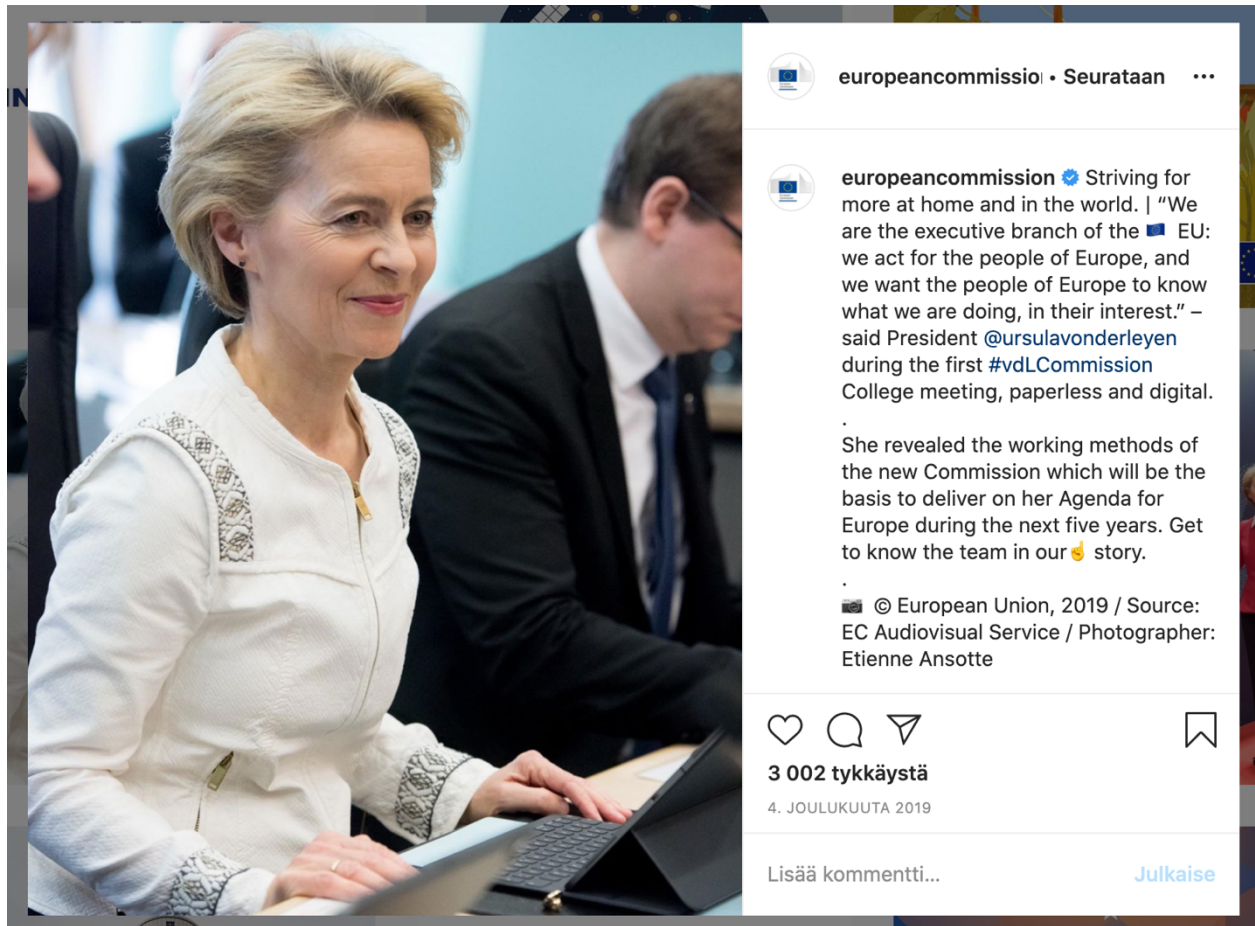 IN
europeancommissio • Seurataan
europeancommission Striving for
more at home and in the world. | “We
are the executive branch of the 🇪🇺 EU:
we act for the people of Europe, and
we want the people of Europe to know
what we are doing, in their interest.” –
said President @ursulavonderleyen
during the first #vdLCommission
College meeting, paperless and digital.
.
She revealed the working methods of
the new Commission which will be the
basis to deliver on her Agenda for
Europe during the next five years. Get
to know the team in our☝ story.
.
📷 © European Union, 2019 / Source:
EC Audiovisual Service / Photographer:
Etienne Ansotte
3 002 tykkäystä
4. JOULUKUUTA 2019
Lisää kommentti...
Julkaise